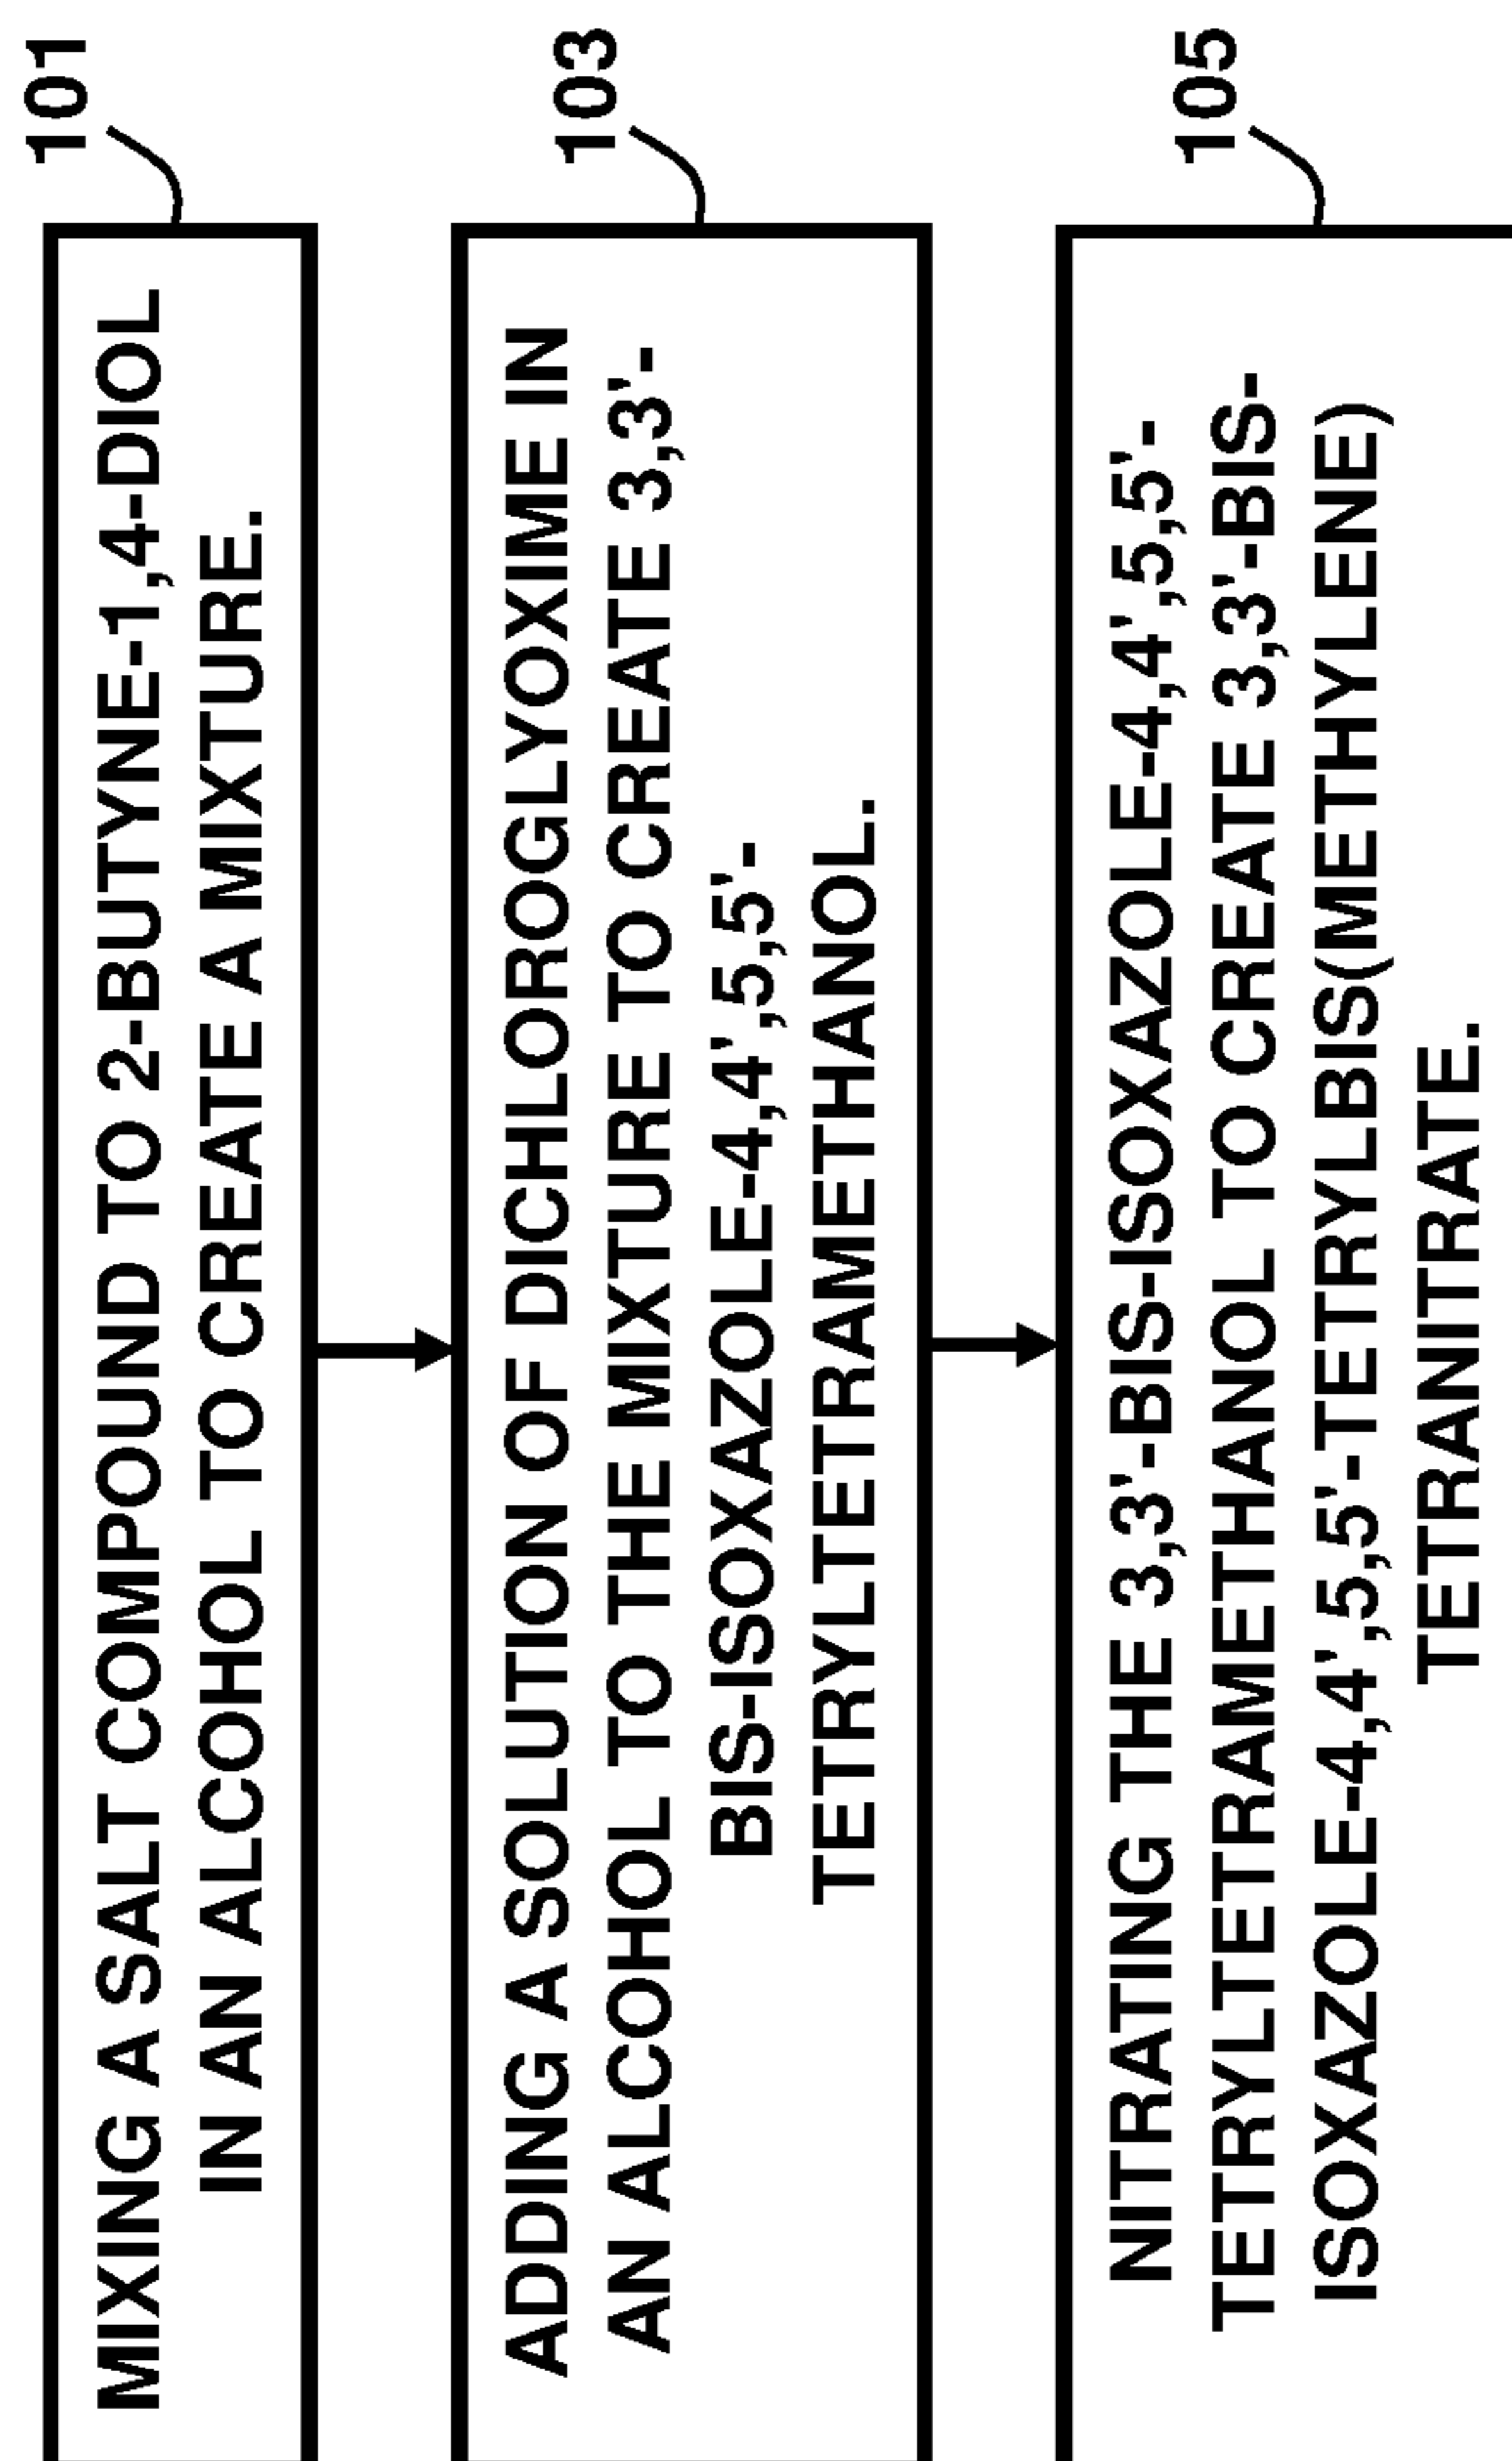 101
MIXING A SALT COMPOUND TO 2-BUTYNE-1,4-DIOL
IN AN ALCOHOL TO CREATE A MIXTURE.
103
ADDING A SOLUTION OF DICHLOROGLYOXIME IN
AN ALCOHOL TO THE MIXTURE TO CREATE 3,3'-
BIS-ISOXAZOLE-4,4',5,5'-
TETRYLTETRAMETHANOL.
105
NITRATING THE 3,3'-BIS-ISOXAZOLE-4,4',5,5'-
TETRYLTETRAMETHANOL TO CREATE 3,3'-BIS-
ISOXAZOLE-4,4',5,5'-TETRYLBIS(METHYLENE)
TETRANITRATE.